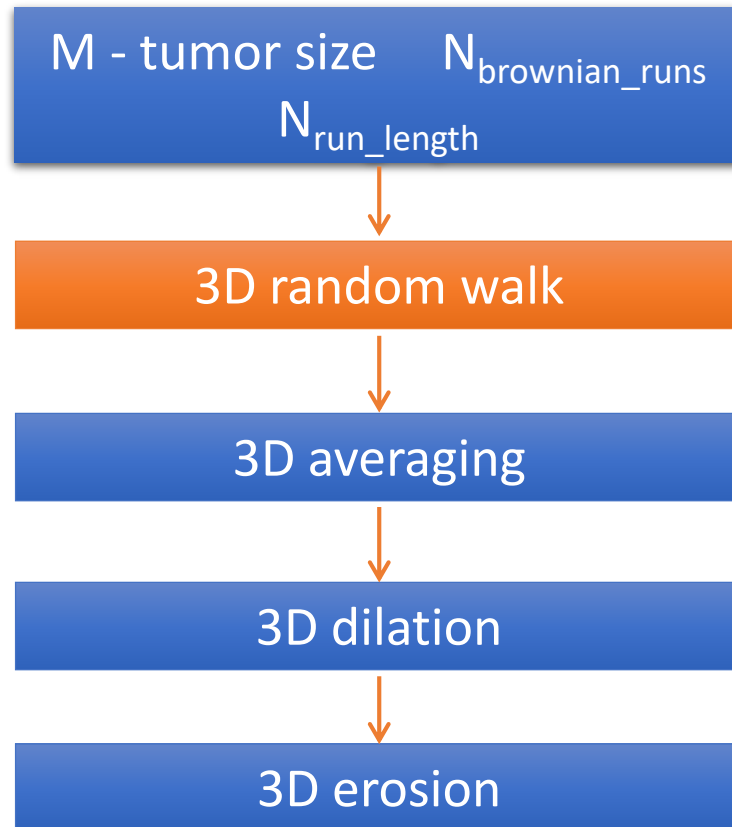 M - tumor size N_brownian_runs
N_run_length
3D random walk
3D averaging
3D dilation
3D erosion